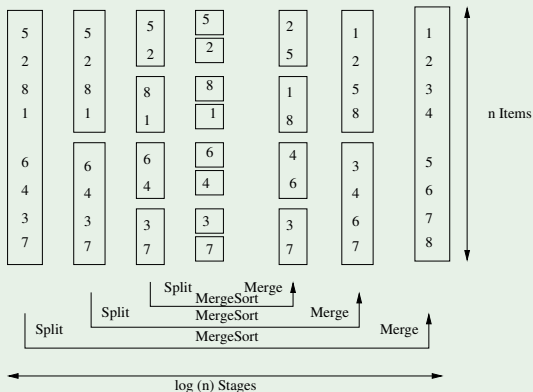 5 5 5 5 2 1 1
2 2 2 2 5 2 2
8 8 8 8 1 5 3
1 1 1 1 8 8 4
n Items
6 6 6 6 4 3 5
4 4 4 4 6 4 6
3 3 3 3 3 6 7
7 7 7 7 7 7 8
Split Merge
MergeSort
Split MergeSort Merge
Split MergeSort Merge
log (n) Stages